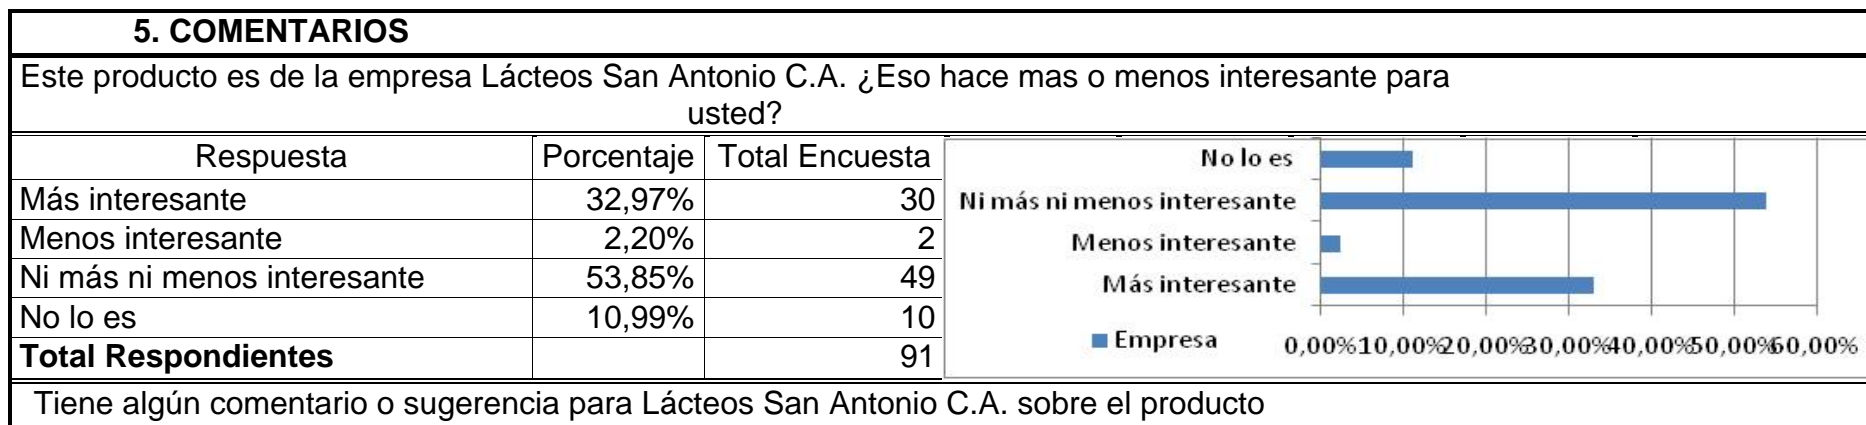 5. COMENTARIOS
Este producto es de la empresa Lácteos San Antonio C.A. ¿Eso hace mas o menos interesante para
usted?
Respuesta Porcentaje Total Encuesta
Más interesante 32,97% 30
Menos interesante 2,20% 2
Ni más ni menos interesante 53,85% 49
No lo es 10,99% 10
Total Respondientes 91
No lo es
Ni más ni menos interesante
Menos interesante
Más interesante
Empresa
0,00% 10,00% 20,00% 30,00% 40,00% 50,00% 60,00%
Tiene algún comentario o sugerencia para Lácteos San Antonio C.A. sobre el producto